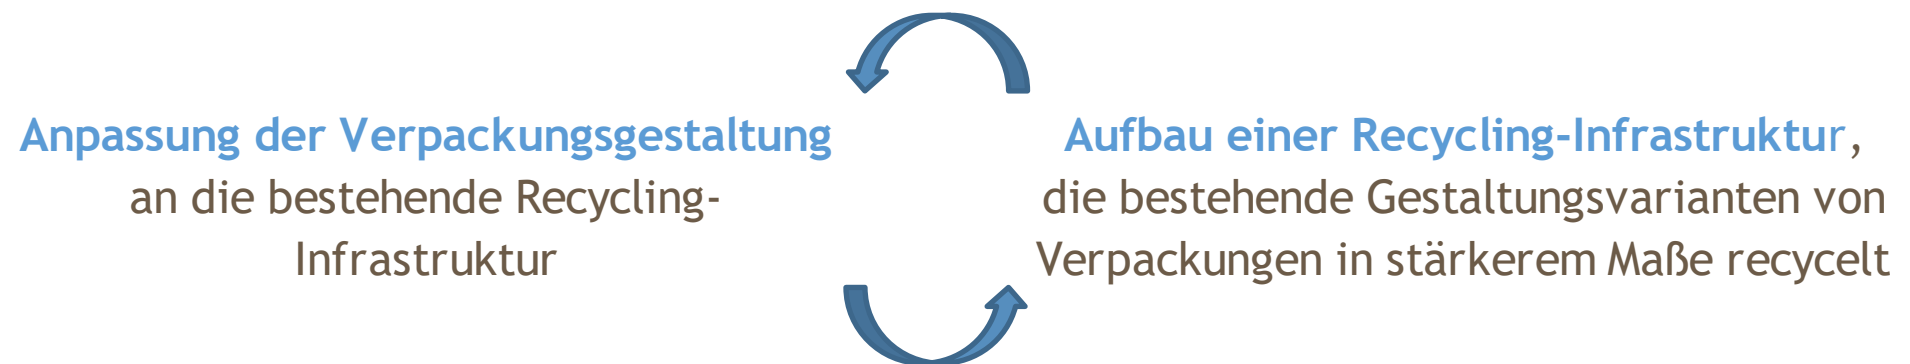 Anpassung der Verpackungsgestaltung
an die bestehende Recycling-
Infrastruktur
Aufbau einer Recycling-Infrastruktur,
die bestehende Gestaltungsvarianten von
Verpackungen in stärkerem Maße recycelt